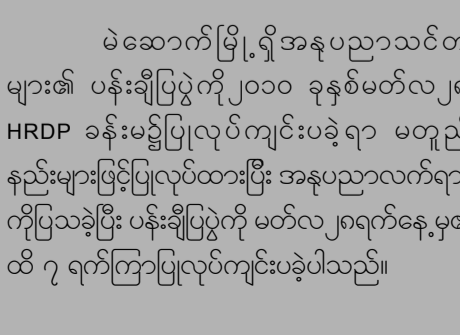 မဲဆောက်မြို့ရှိအနုပညာသင်တ
များ၏ ပန်းချီပြပွဲကို၂၀၁၀ ခုနှစ်မတ်လ၂၈
HRDP ခန်းမ၌ပြုလုပ်ကျင်းပခဲ့ရာ မတူည
နည်းများဖြင့်ပြုလုပ်ထားပြီး အနုပညာလက်ရာ
ကိုပြသခဲ့ပြီး ပန်းချီပြပွဲကို မတ်လ၂၈ရက်နေ့မှ
ထိ ၇ ရက်ကြာပြုလုပ်ကျင်းပခဲ့ပါသည်။